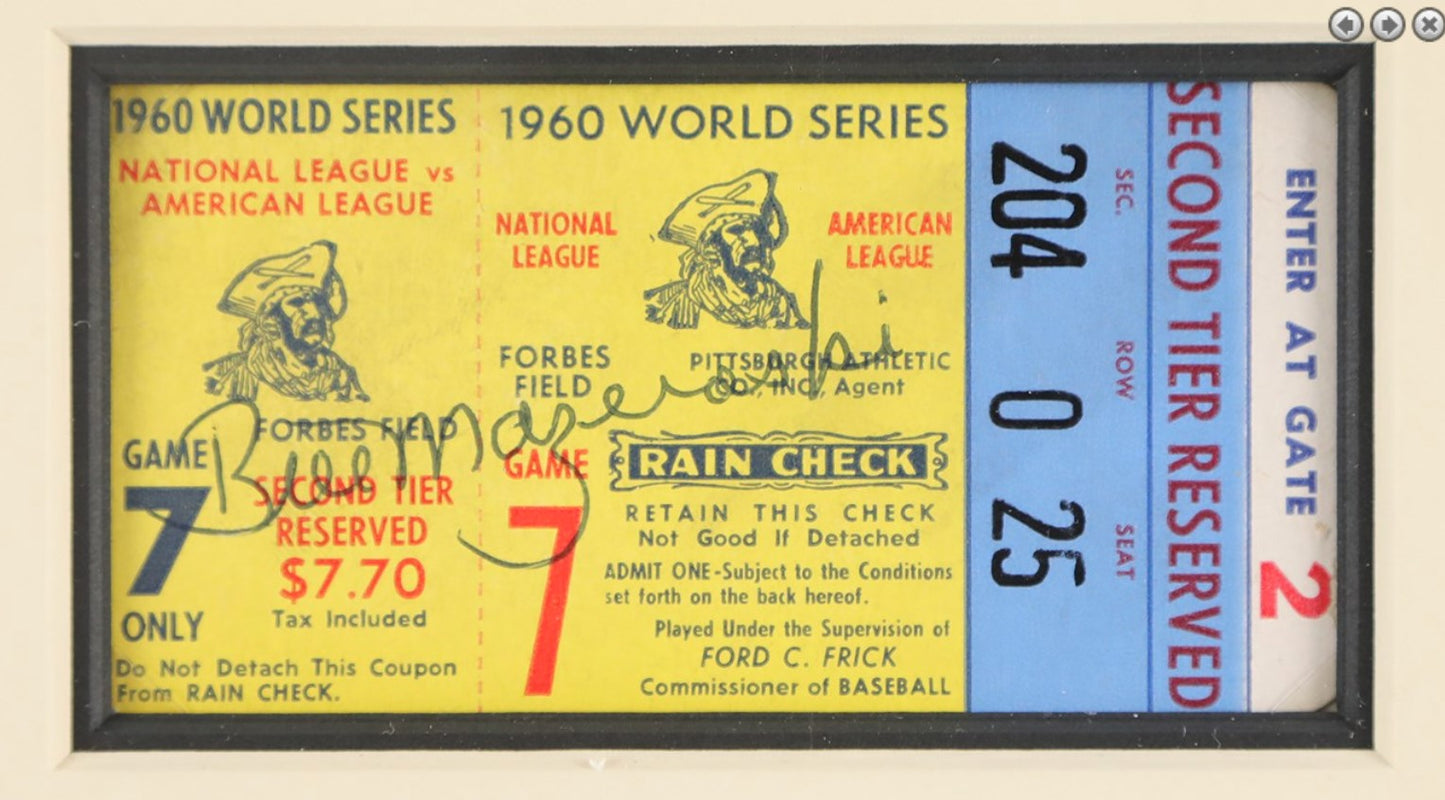 1960 WORLD SERIES
NATIONAL LEAGUE vs
AMERICAN LEAGUE
FORBES FIELD
GAME
7
ONLY
SECOND TIER
RESERVED
$7.70
Tax Included
Do Not Detach This Coupon
From RAIN CHECK.
Bill Mazeroski
1960 WORLD SERIES
NATIONAL
LEAGUE
AMERICAN
LEAGUE
FORBES
FIELD
PITTSBURGH ATHLETIC
CO., INC., Agent
GAME
7
RAIN CHECK
RETAIN THIS CHECK
Not Good If Detached
ADMIT ONE-Subject to the Conditions
set forth on the back hereof.
Played Under the Supervision of
FORD C. FRICK
Commissioner of BASEBALL
SEC. ROW SEAT
204 0 25
SECOND TIER RESERVED
ENTER AT GATE 2